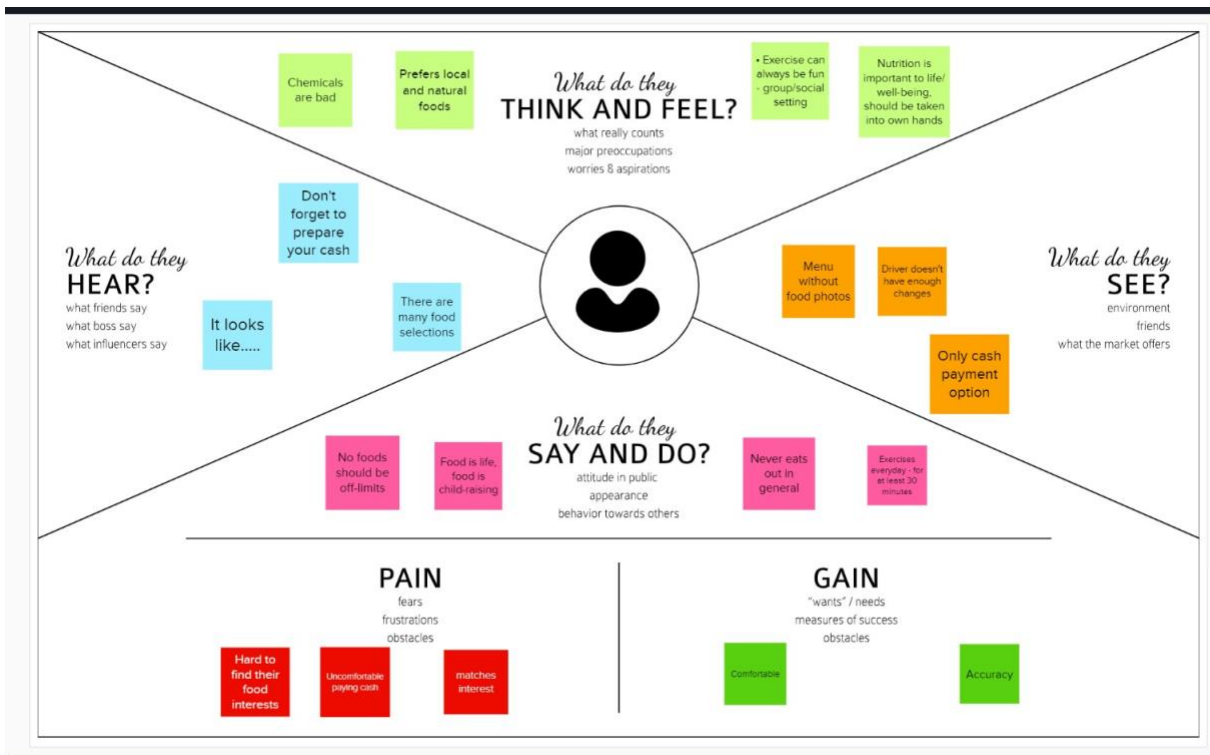 Chemicals
are bad
Prefers local
and natural
foods
What do they
THINK AND FEEL?
what really counts
major preoccupations
worries & aspirations
• Exercise can
always be fun
- group/social
setting
Nutrition is
important to life/
well-being,
should be taken
into own hands
What do they
HEAR?
what friends say
what boss say
what influencers say
Don't
forget to
prepare
your cash
It looks
like.....
There are
many food
selections
Menu
without
food photos
Driver doesn't
have enough
changes
Only cash
payment
option
What do they
SEE?
environment
friends
what the market offers
What do they
SAY AND DO?
attitude in public
appearance
behavior towards others
No foods
should be
off-limits
Food is life,
food is
child-raising
Never eats
out in
general
Exercises
everyday - for
at least 30
minutes
PAIN
fears
frustrations
obstacles
Hard to
find their
food
interests
Uncomfortable
paying cash
matches
interest
GAIN
"wants" / needs
measures of success
obstacles
Comfortable
Accuracy